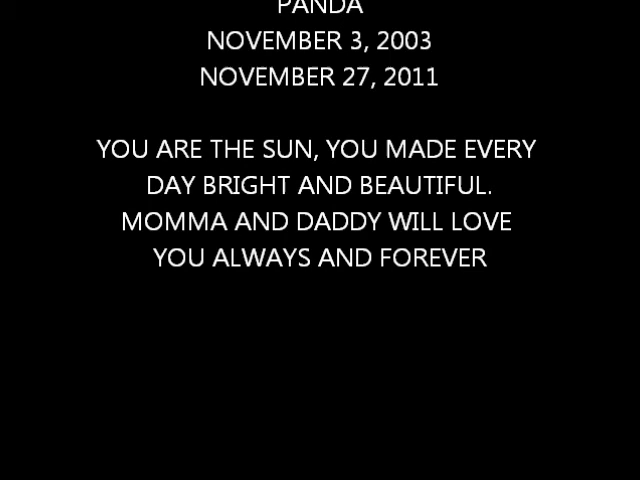 PANDA
NOVEMBER 3, 2003
NOVEMBER 27, 2011
YOU ARE THE SUN, YOU MADE EVERY
DAY BRIGHT AND BEAUTIFUL.
MOMMA AND DADDY WILL LOVE
YOU ALWAYS AND FOREVER